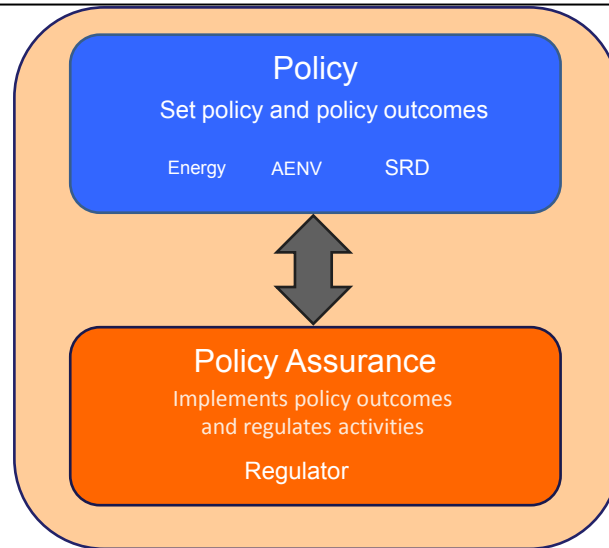 Policy
Set policy and policy outcomes
Energy AENV SRD
Policy Assurance
Implements policy outcomes
and regulates activities
Regulator